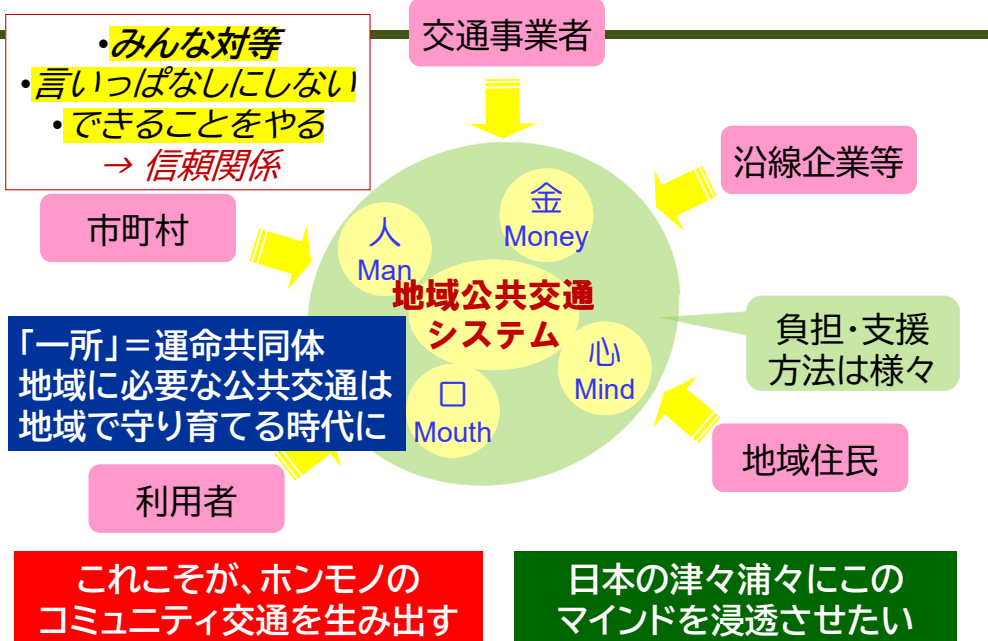 •みんな対等
•言いっぱなしにしない
•できることをやる
→ 信頼関係
交通事業者
沿線企業等
市町村
人
Man
金
Money
地域公共交通
システム
心
Mind
口
Mouth
「一所」＝運命共同体
地域に必要な公共交通は
地域で守り育てる時代に
負担・支援
方法は様々
地域住民
利用者
これこそが、ホンモノの
コミュニティ交通を生み出す
日本の津々浦々にこの
マインドを浸透させたい